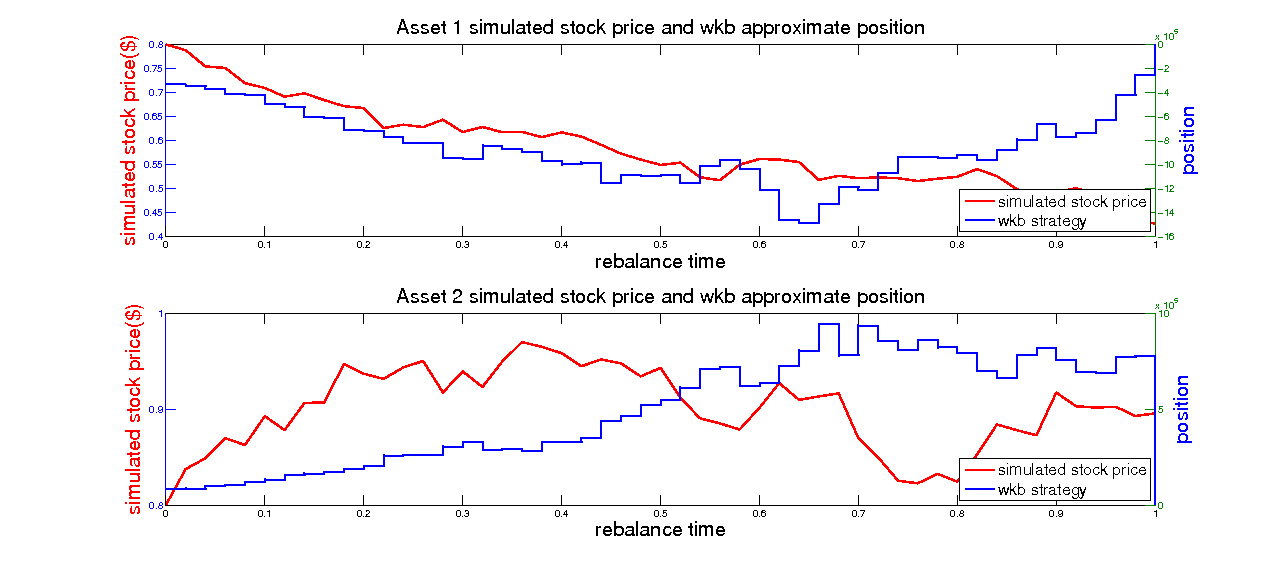 Asset 1 simulated stock price and wkb approximate position
x 10
simulated stock price($)
0.8
0.75
0.7
0.65
0.6
0.55
0.5
0.45
0.4
0
-2
-4
-6
-8
-10
-12
-14
-16
position
simulated stock price
wkb strategy
0 0.1 0.2 0.3 0.4 0.5 0.6 0.7 0.8 0.9 1
rebalance time
Asset 2 simulated stock price and wkb approximate position
x 10
simulated stock price($)
1
0.9
0.8
10
5
0
position
simulated stock price
wkb strategy
0 0.1 0.2 0.3 0.4 0.5 0.6 0.7 0.8 0.9 1
rebalance time